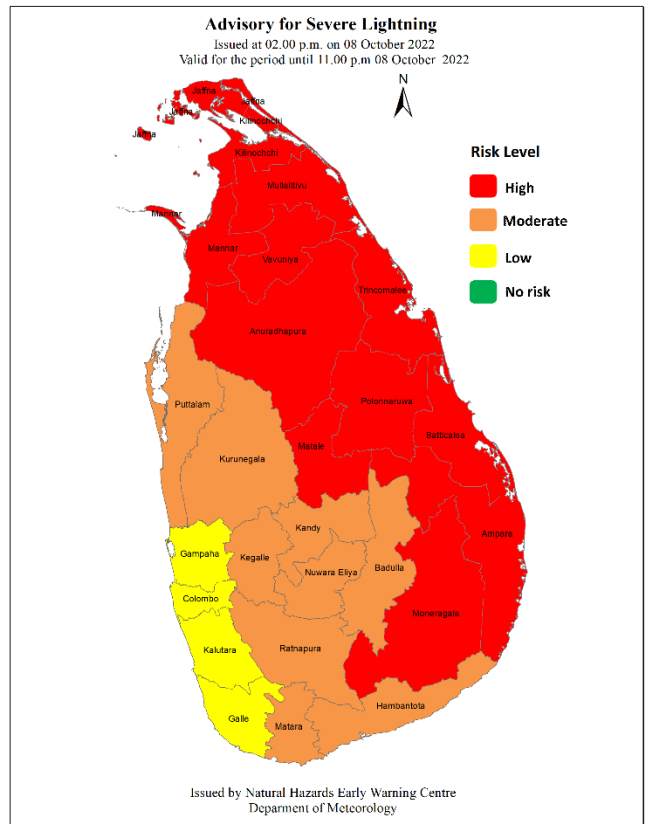 Advisory for Severe Lightning
Issued at 02.00 p.m. on 08 October 2022
Valid for the period until 11.00 p.m 08 October 2022
N
Jaffna
Jaffna
Jaffna
Jaffna
Kilinochchi
Kilinochchi
Mullaitivu
Mannar
Mannar
Vavuniya
Trincomalee
Anuradhapura
Puttalam
Polonnaruwa
Kurunegala
Matale
Batticaloa
Kandy
Ampara
Gampaha
Kegalle
Nuwara Eliya
Badulla
Colombo
Moneragala
Kalutara
Ratnapura
Hambantota
Galle
Matara
Risk Level
High
Moderate
Low
No risk
Issued by Natural Hazards Early Warning Centre
Deparment of Meteorology